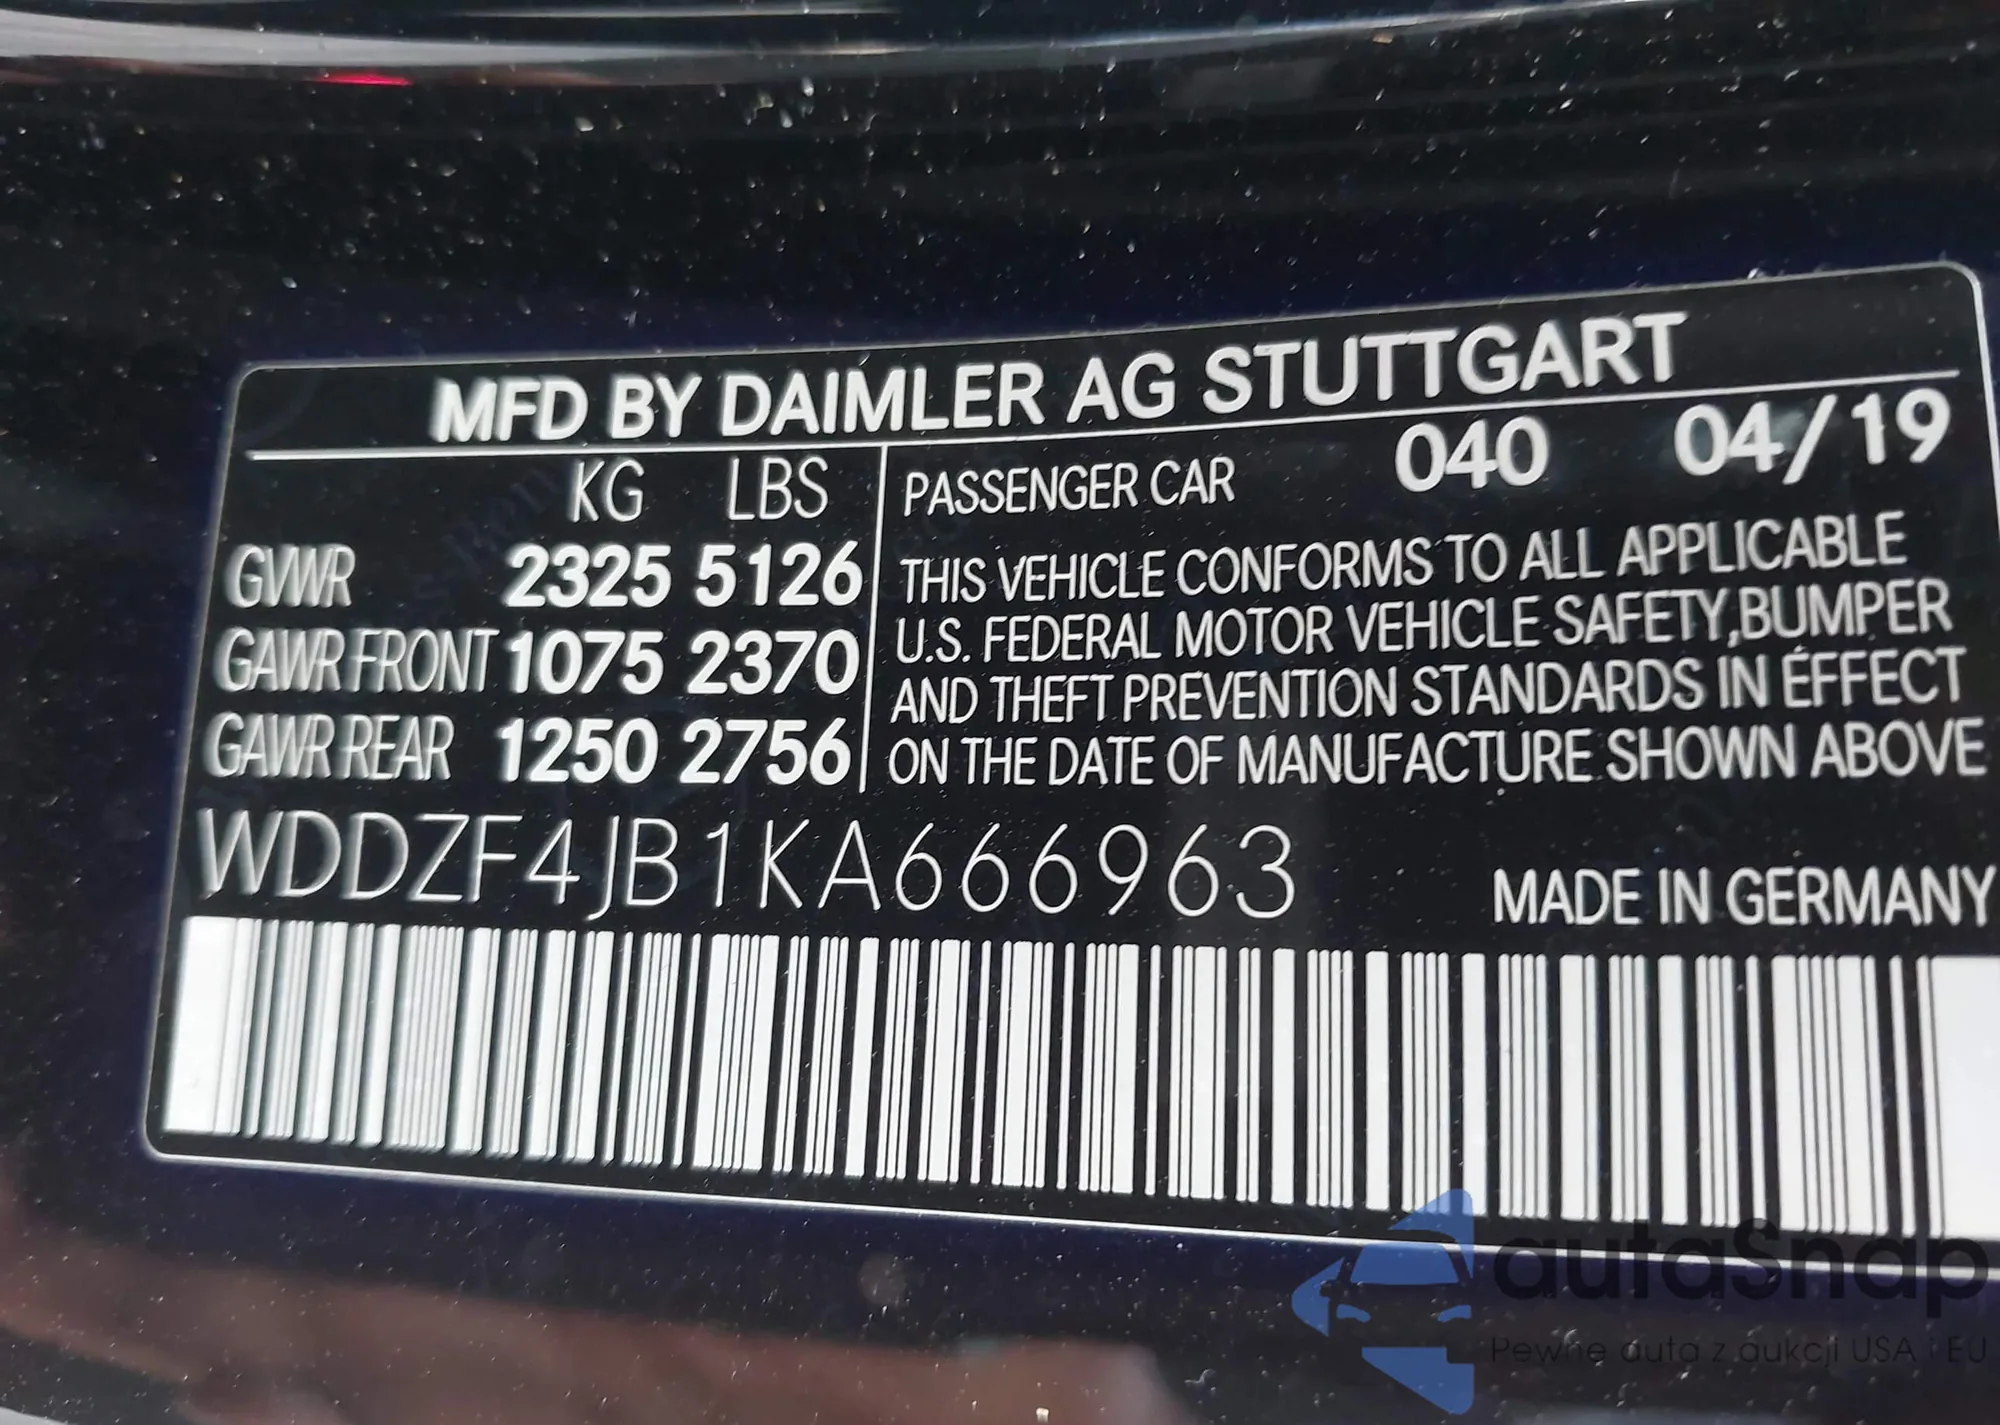 MFD BY DAIMLER AG STUTTGART
KG LBS
PASSENGER CAR 040 04/19
GVWR 2325 5126
GAWR FRONT 1075 2370
GAWR REAR 1250 2756
THIS VEHICLE CONFORMS TO ALL APPLICABLE
U.S. FEDERAL MOTOR VEHICLE SAFETY,BUMPER
AND THEFT PREVENTION STANDARDS IN EFFECT
ON THE DATE OF MANUFACTURE SHOWN ABOVE
WDDZF4JB1KA666963
MADE IN GERMANY
autaSnap
Pewne auta z aukcji USA i EU